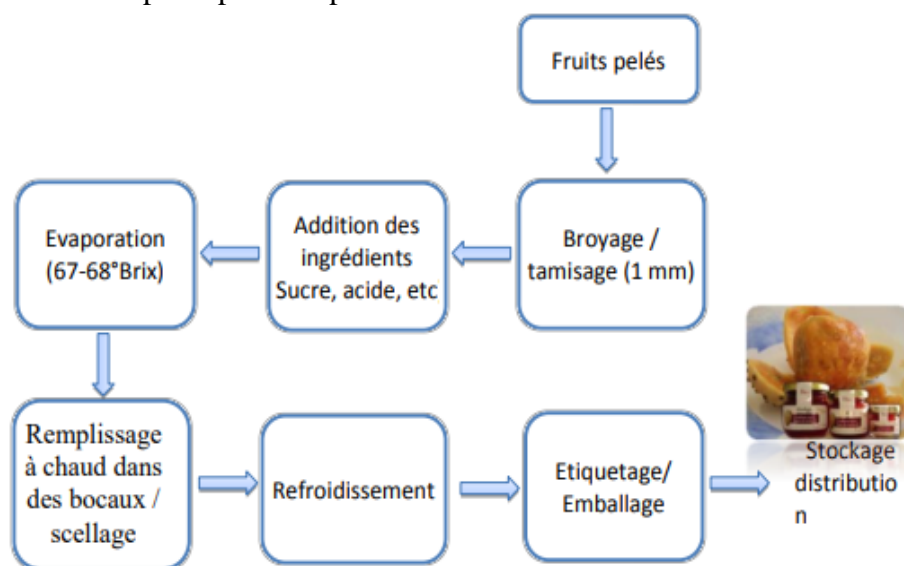 Fruits pelés
Broyage /
tamisage (1 mm)
Addition des
ingrédients
Sucre, acide, etc
Evaporation
(67-68°Brix)
Remplissage
à chaud dans
des bocaux /
scellage
Refroidissement
Etiquetage/
Emballage
Stockage
distributio
n